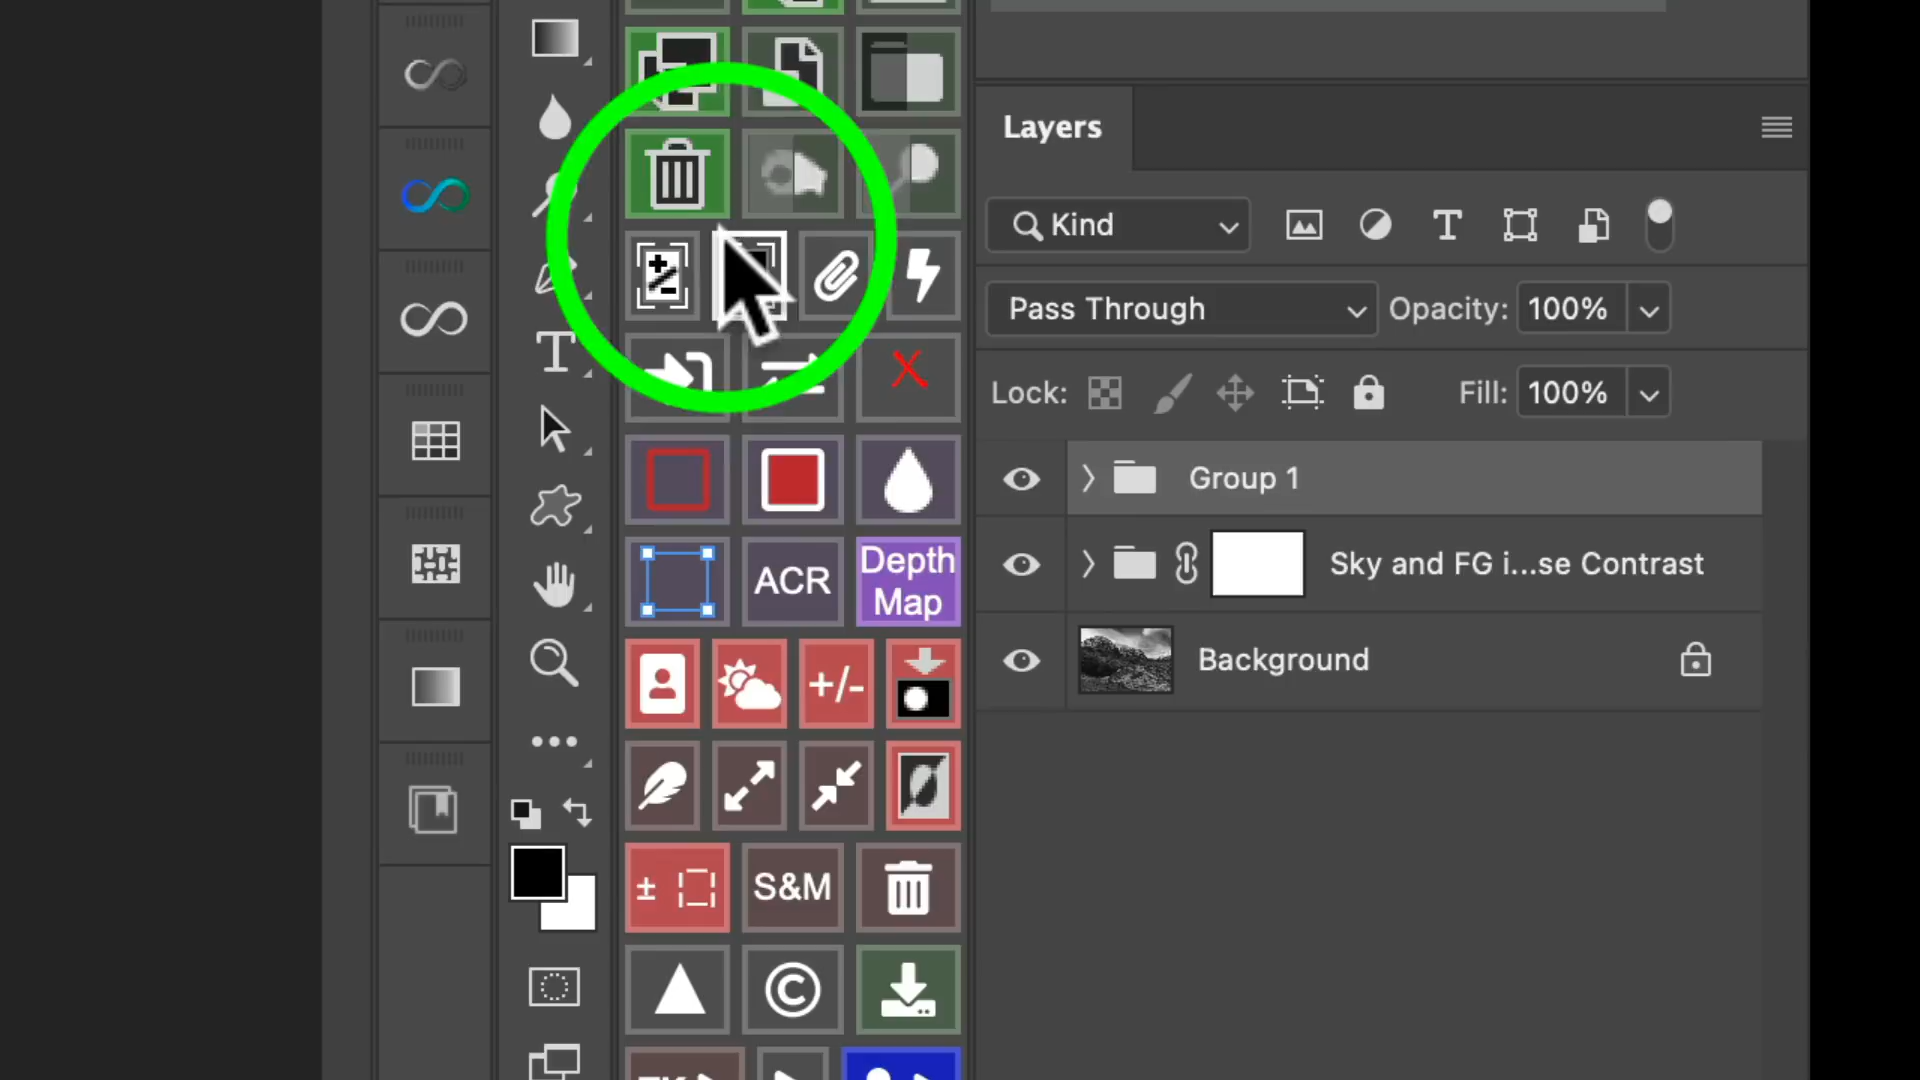 Layers
Kind
Pass Through
Opacity: 100%
Lock:
Fill: 100%
Group 1
Sky and FG i...se Contrast
Background
ACR
Depth
Map
+/-
± 
S&M